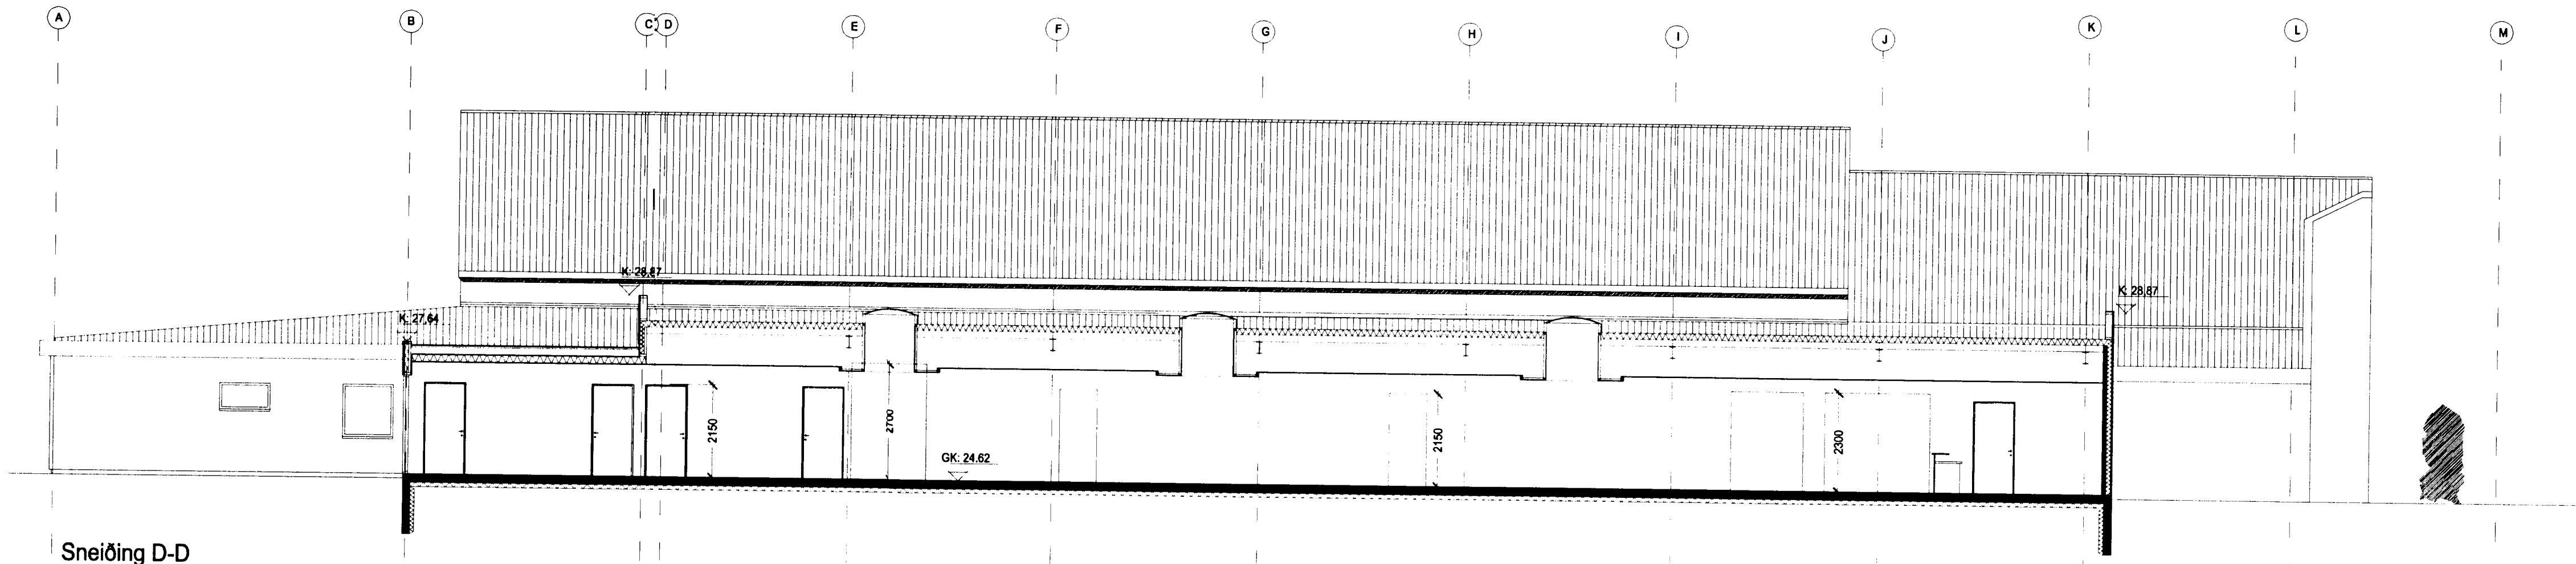 A B C D E F G H I J K L M
K: 28,87
K: 28,87
K: 27,64
2150
2700
GK: 24.62
2150
2300
Sneiðing D-D